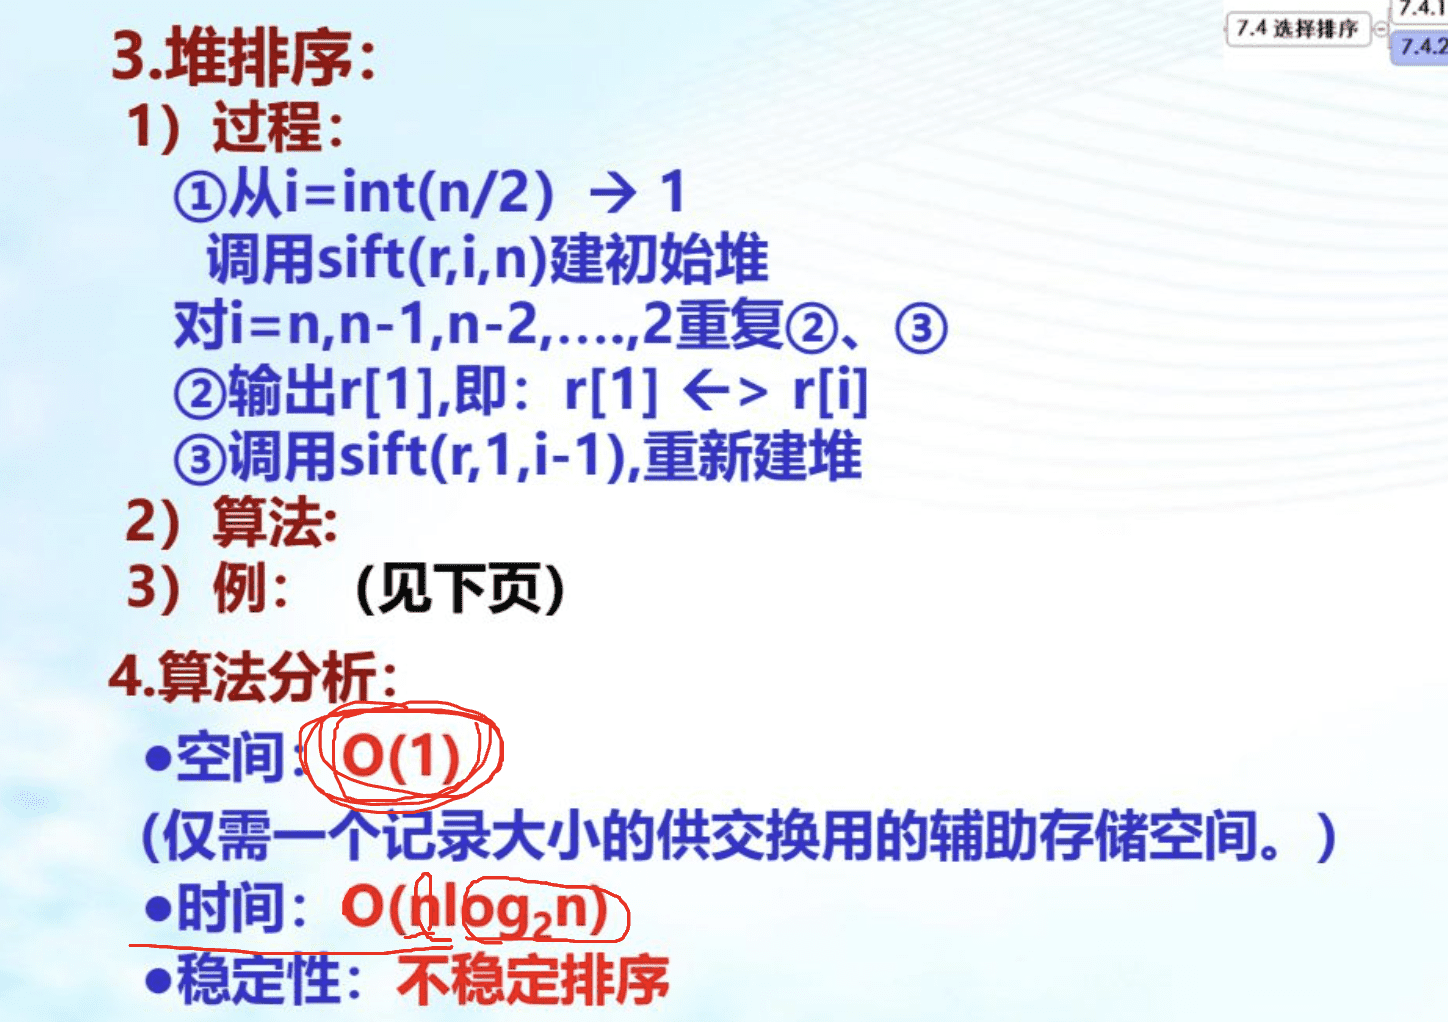 7.4 选择排序
7.4.1
7.4.2
3.堆排序：
1）过程：
①从i=int(n/2）→ 1
调用sift(r,i,n)建初始堆
对i=n,n-1,n-2,….,2重复②、③
②输出r[1],即：r[1] <-> r[i]
③调用sift(r,1,i-1),重新建堆
2）算法:
3）例：（见下页）
4.算法分析：
●空间：O(1)
(仅需一个记录大小的供交换用的辅助存储空间。）
●时间：O(nlog₂n)
●稳定性：不稳定排序